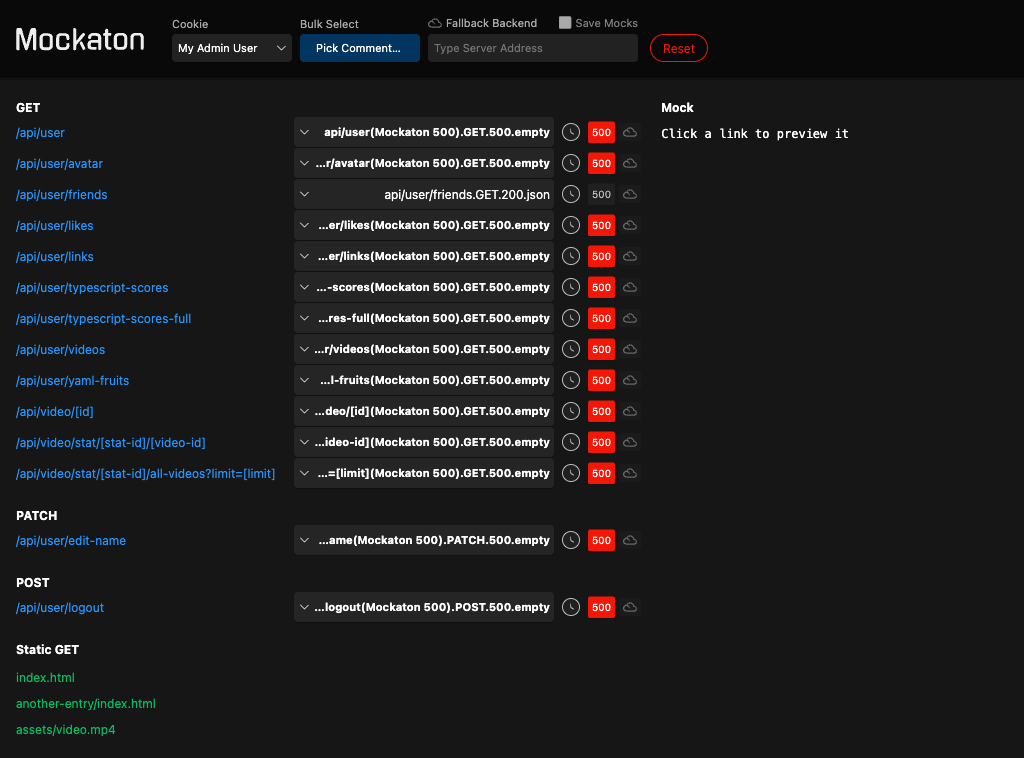 Mockaton
Cookie
My Admin User
Bulk Select
Pick Comment...
Fallback Backend
Save Mocks
Type Server Address
Reset
GET
/api/user api/user(Mockaton 500).GET.500.empty 500
/api/user/avatar ...r/avatar(Mockaton 500).GET.500.empty 500
/api/user/friends api/user/friends.GET.200.json 500
/api/user/likes ...er/likes(Mockaton 500).GET.500.empty 500
/api/user/links ...er/links(Mockaton 500).GET.500.empty 500
/api/user/typescript-scores ...-scores(Mockaton 500).GET.500.empty 500
/api/user/typescript-scores-full ...res-full(Mockaton 500).GET.500.empty 500
/api/user/videos ...r/videos(Mockaton 500).GET.500.empty 500
/api/user/yaml-fruits ...l-fruits(Mockaton 500).GET.500.empty 500
/api/video/[id] ...deo/[id](Mockaton 500).GET.500.empty 500
/api/video/stat/[stat-id]/[video-id] ...ideo-id](Mockaton 500).GET.500.empty 500
/api/video/stat/[stat-id]/all-videos?limit=[limit] ...=[limit](Mockaton 500).GET.500.empty 500
PATCH
/api/user/edit-name ...ame(Mockaton 500).PATCH.500.empty 500
POST
/api/user/logout ...logout(Mockaton 500).POST.500.empty 500
Static GET
index.html
another-entry/index.html
assets/video.mp4
Mock
Click a link to preview it